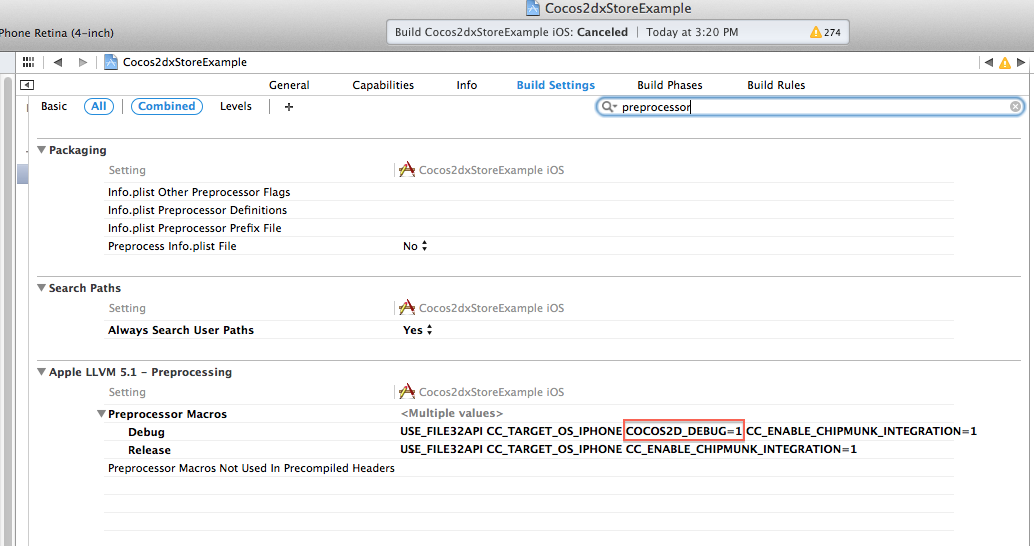 Cocos2dxStoreExample
Phone Retina (4-inch)
Build Cocos2dxStoreExample iOS: Canceled | Today at 3:20 PM 274
Cocos2dxStoreExample
General Capabilities Info Build Settings Build Phases Build Rules
Basic All Combined Levels + preprocessor
Packaging
Setting Cocos2dxStoreExample iOS
Info.plist Other Preprocessor Flags
Info.plist Preprocessor Definitions
Info.plist Preprocessor Prefix File
Preprocess Info.plist File No
Search Paths
Setting Cocos2dxStoreExample iOS
Always Search User Paths Yes
Apple LLVM 5.1 - Preprocessing
Setting Cocos2dxStoreExample iOS
Preprocessor Macros <Multiple values>
Debug USE_FILE32API CC_TARGET_OS_IPHONE COCOS2D_DEBUG=1 CC_ENABLE_CHIPMUNK_INTEGRATION=1
Release USE_FILE32API CC_TARGET_OS_IPHONE CC_ENABLE_CHIPMUNK_INTEGRATION=1
Preprocessor Macros Not Used In Precompiled Headers